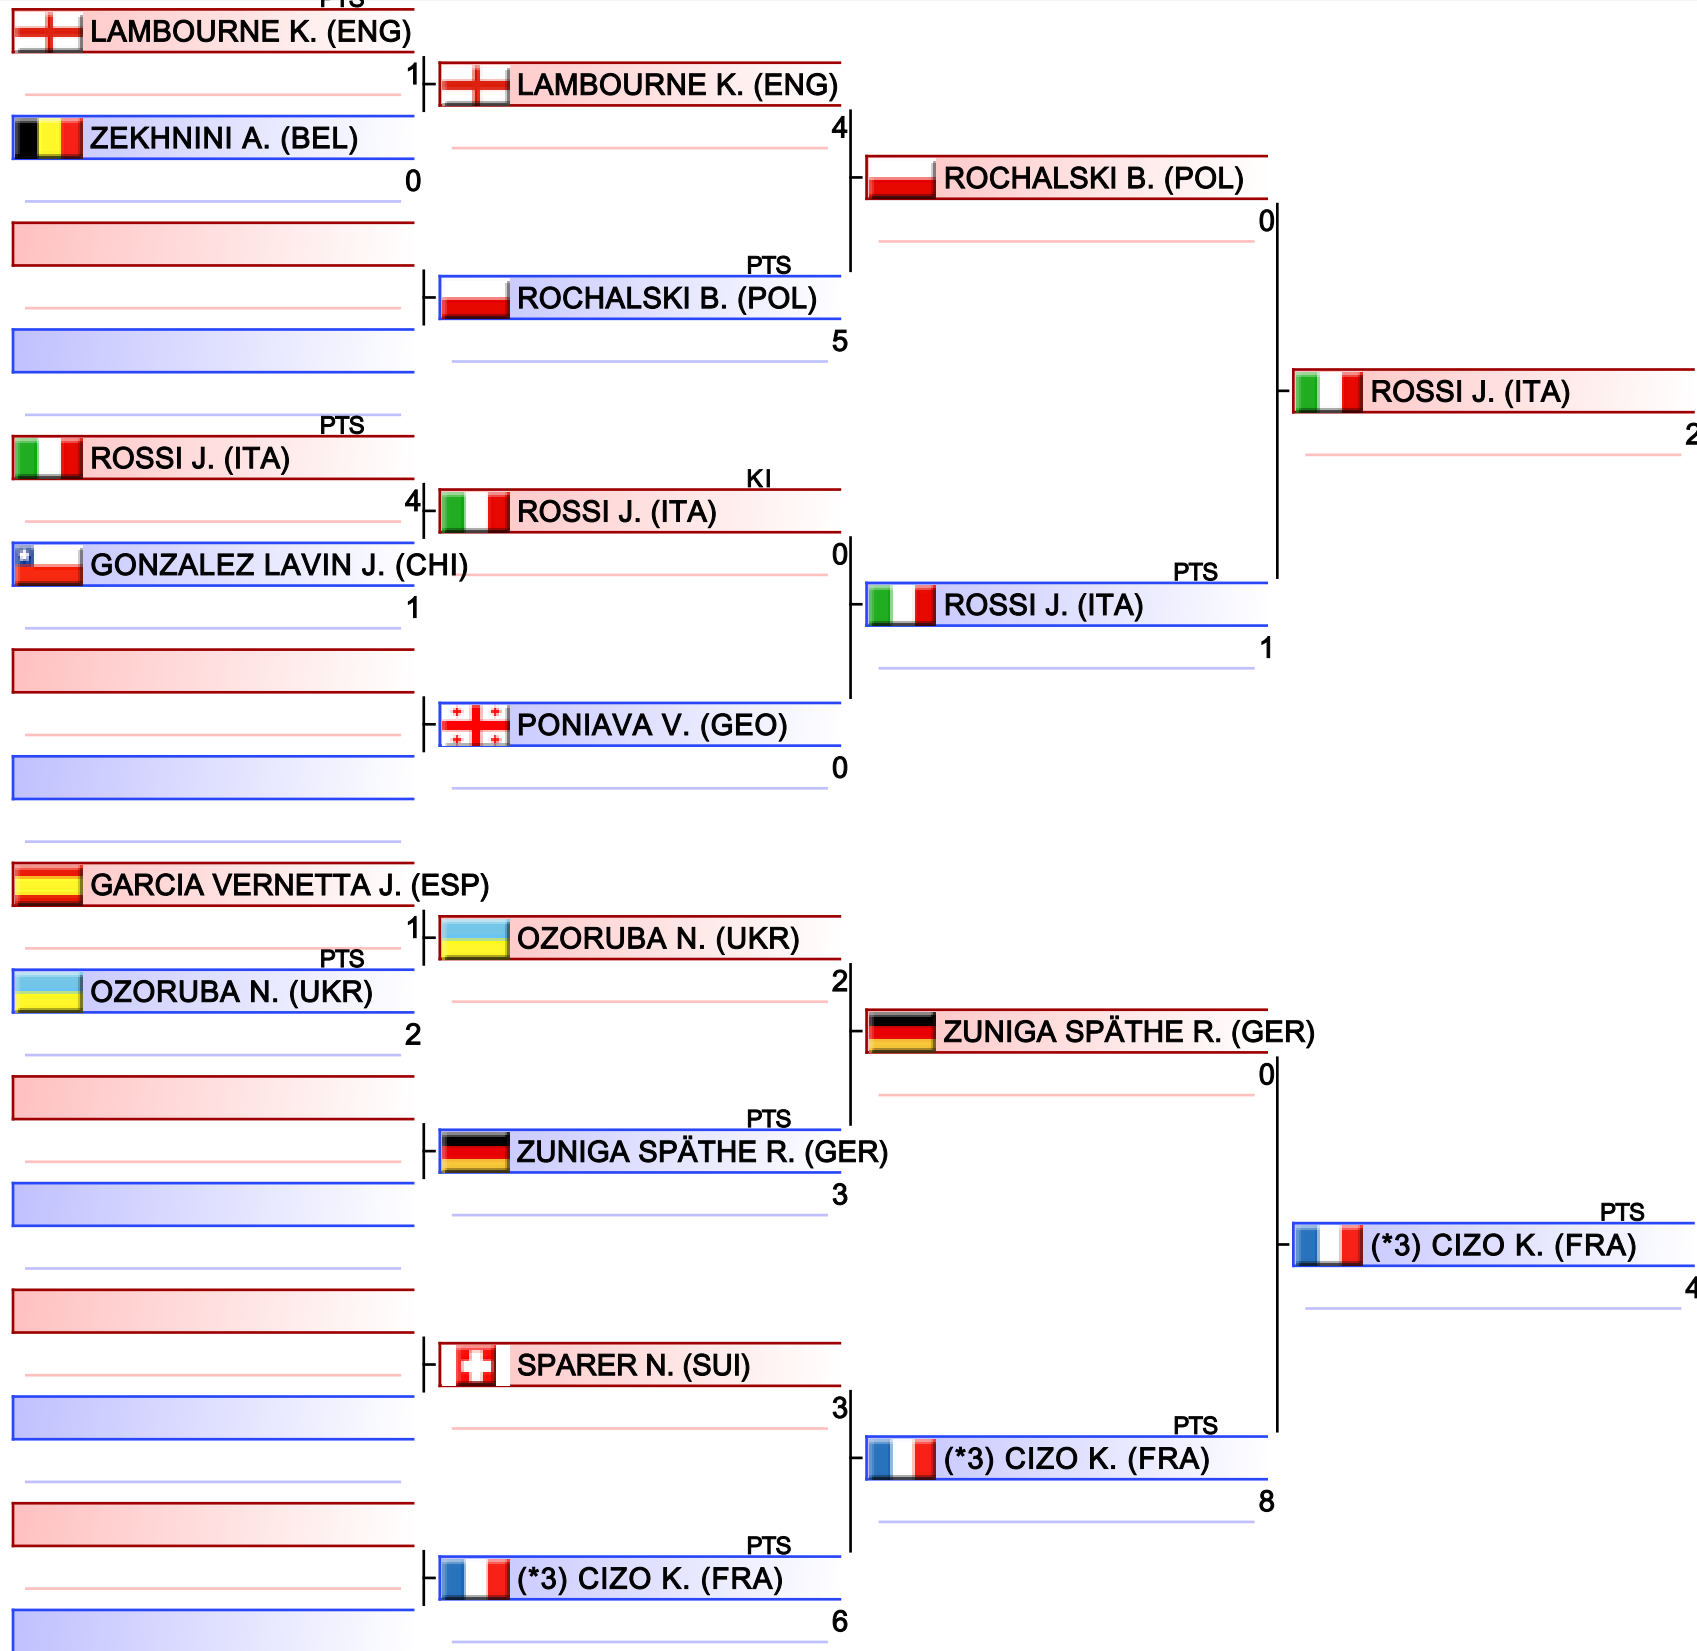 PTS
LAMBOURNE K. (ENG)
1
ZEKHNINI A. (BEL)
0
PTS
ROSSI J. (ITA)
4
GONZALEZ LAVIN J. (CHI)
1
GARCIA VERNETTA J. (ESP)
1
PTS
OZORUBA N. (UKR)
2
LAMBOURNE K. (ENG)
4
PTS
ROCHALSKI B. (POL)
5
KI
ROSSI J. (ITA)
0
PONIAVA V. (GEO)
0
OZORUBA N. (UKR)
2
PTS
ZUNIGA SPÄTHE R. (GER)
3
SPARER N. (SUI)
3
PTS
(*3) CIZO K. (FRA)
6
ROCHALSKI B. (POL)
0
PTS
ROSSI J. (ITA)
1
ZUNIGA SPÄTHE R. (GER)
0
PTS
(*3) CIZO K. (FRA)
8
ROSSI J. (ITA)
2
PTS
(*3) CIZO K. (FRA)
4